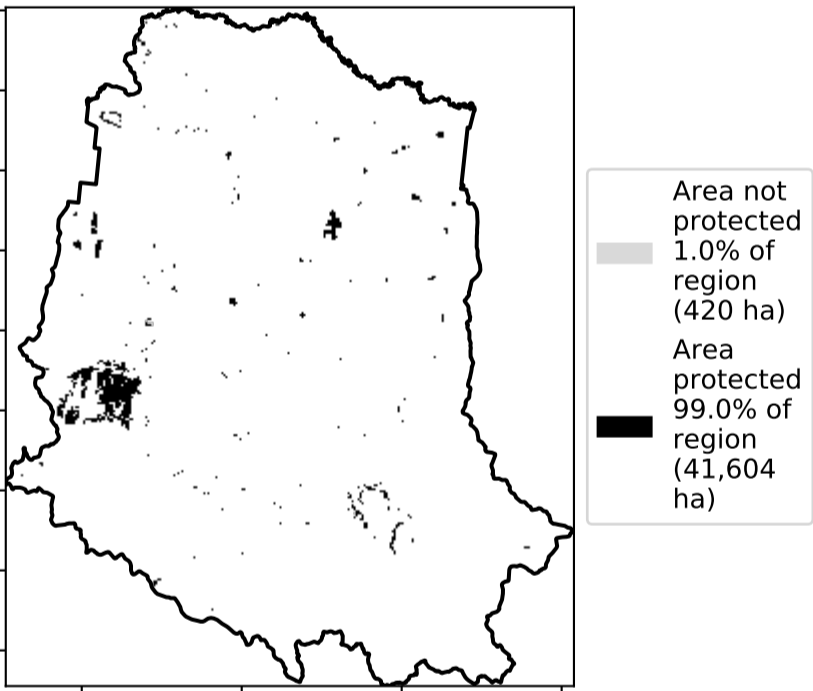 Area not
protected
1.0% of
region
(420 ha)
Area
protected
99.0% of
region
(41,604
ha)